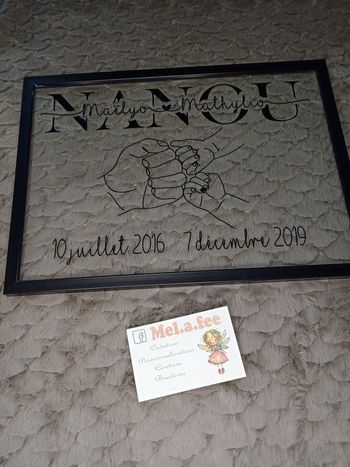 NANOU
Maëlyo Mathylio
10 juillet 2016 7 décembre 2019
f Mel.a.fee
Création
Personnalisation
Couture
Broderie